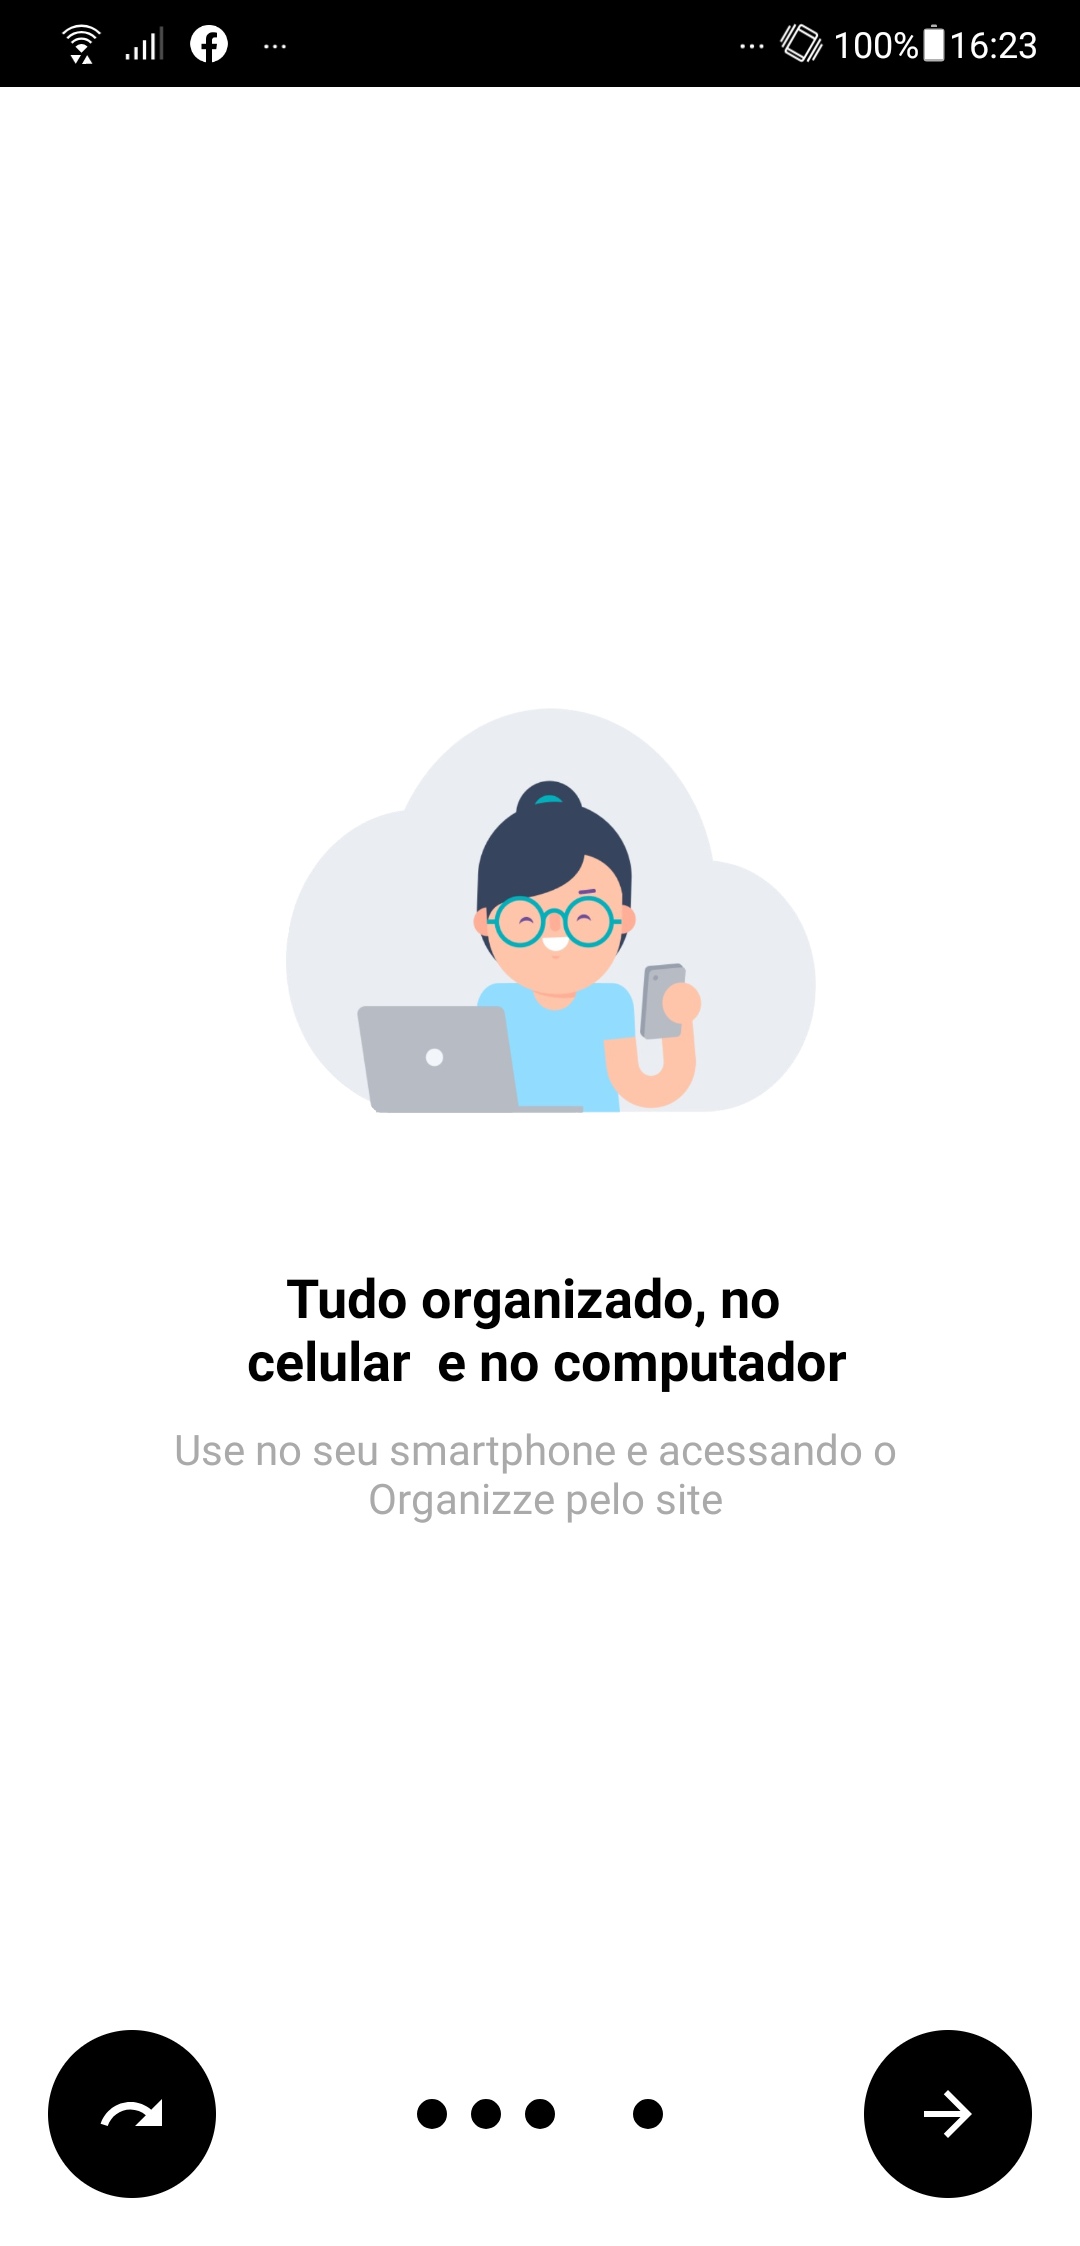 100% 16:23
Tudo organizado, no
celular  e no computador
Use no seu smartphone e acessando o
Organizze pelo site